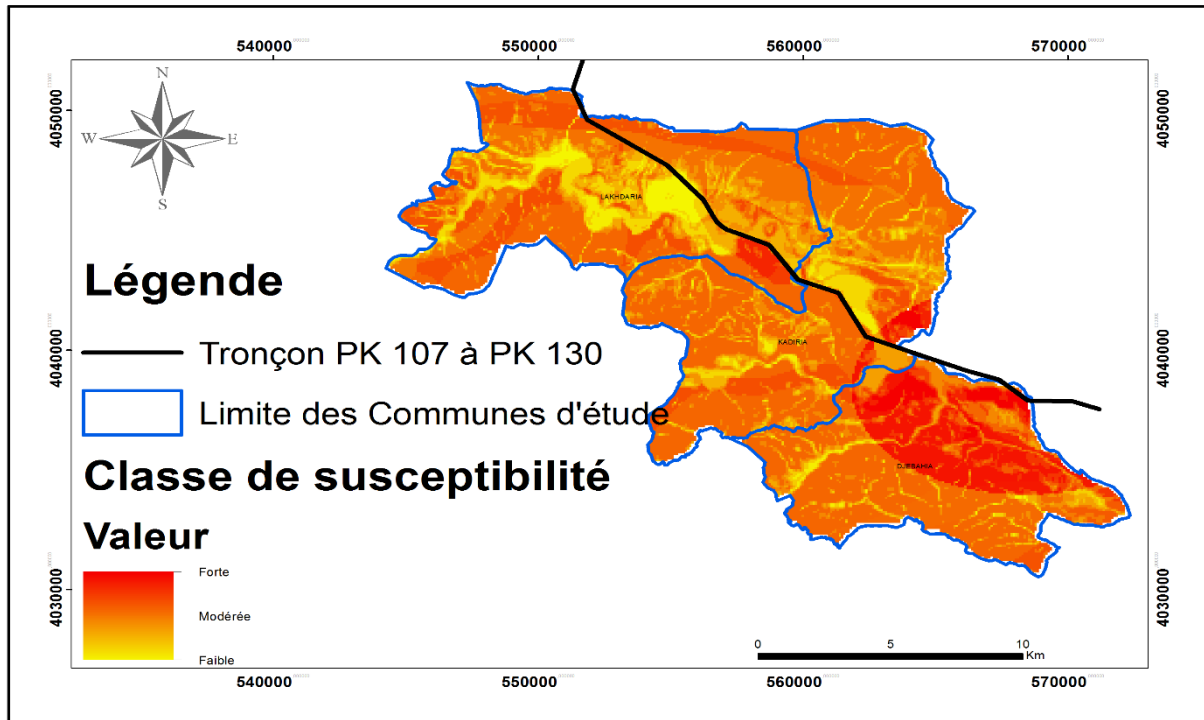 540000
550000
560000
570000
4050000
4050000
N
W
E
S
LAKHDARIA
Légende
Tronçon PK 107 à PK 130
KADIRIA
4040000
4040000
Limite des Communes d'étude
Classe de susceptibilité
DJEBAHIA
Valeur
Forte
Modérée
Faible
4030000
4030000
0
5
10
Km
540000
550000
560000
570000